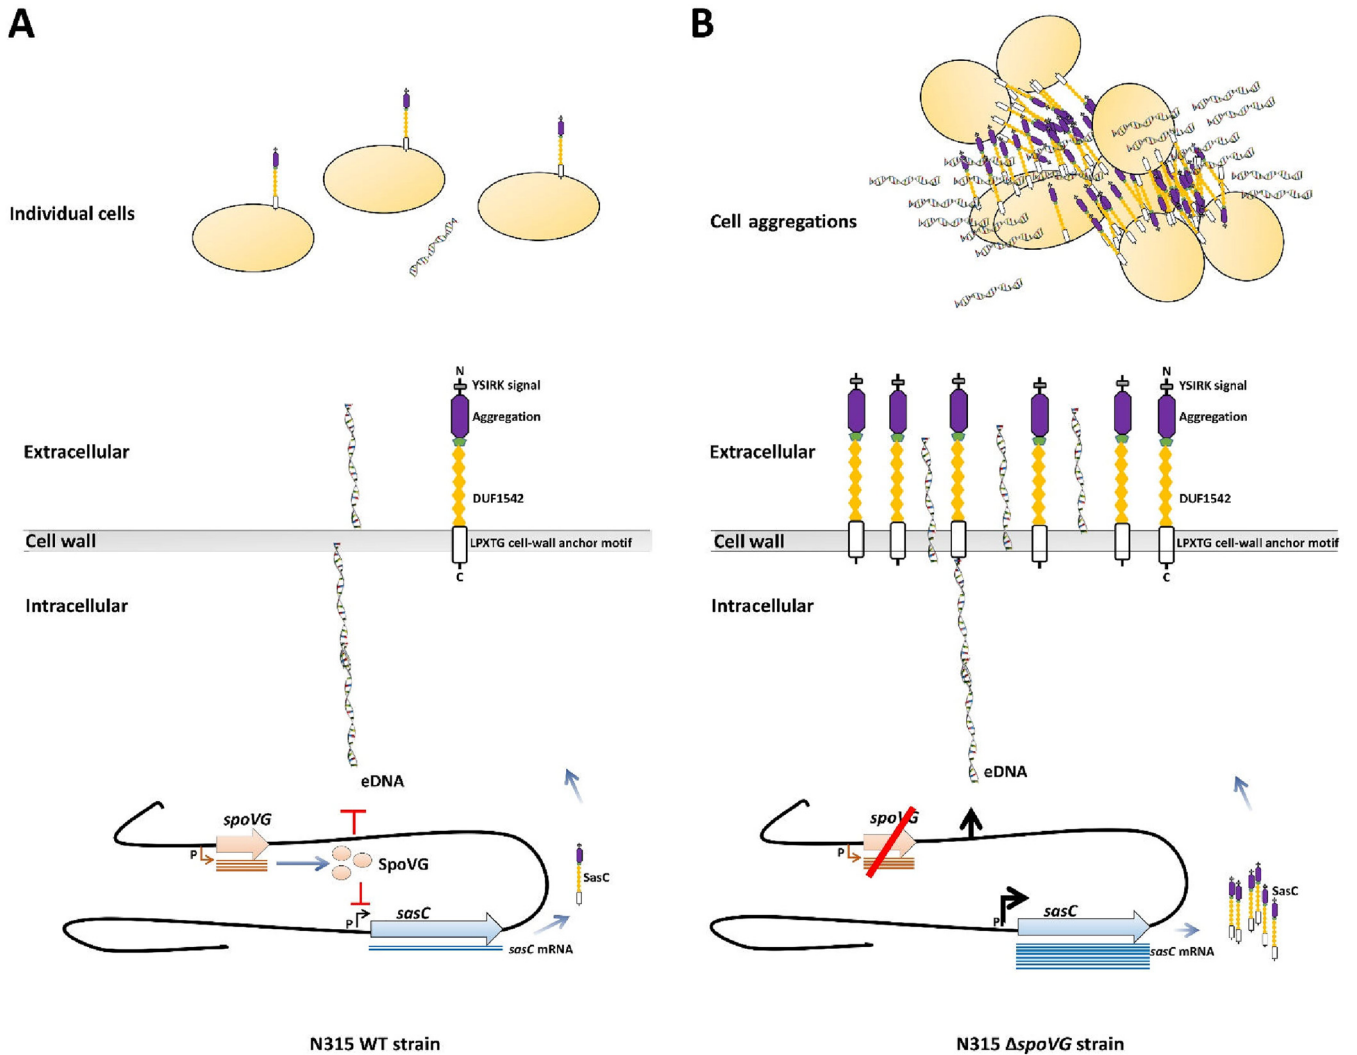 A
Individual cells
N
YSIRK signal
Aggregation
Extracellular
DUF1542
Cell wall
LPXTG cell-wall anchor motif
C
Intracellular
eDNA
spoVG
P
SpoVG
SasC
P
sasC
sasC mRNA
N315 WT strain
B
Cell aggregations
N
YSIRK signal
Aggregation
Extracellular
DUF1542
Cell wall
LPXTG cell-wall anchor motif
C
Intracellular
eDNA
spoVG
P
SasC
P
sasC
sasC mRNA
N315 ΔspoVG strain